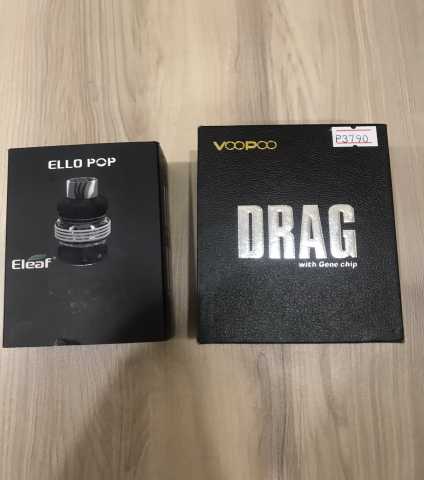 ELLO POP
Eleaf
VOOPOO
P3790
DRAG
with Gene chip